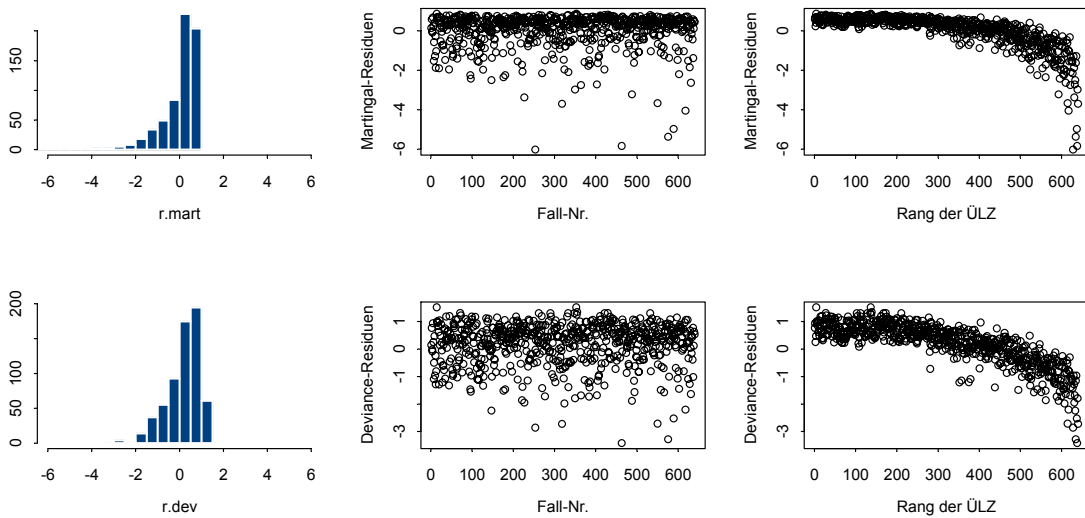 150
50
0
-6 -4 -2 0 2 4 6
r.mart
Martingal-Residuen
0
-2
-4
-6
0 100 200 300 400 500 600
Fall-Nr.
Martingal-Residuen
0
-2
-4
-6
0 100 200 300 400 500 600
Rang der ÜLZ
200
150
100
50
0
-6 -4 -2 0 2 4 6
r.dev
Deviance-Residuen
1
0
-1
-3
0 100 200 300 400 500 600
Fall-Nr.
Deviance-Residuen
1
0
-1
-3
0 100 200 300 400 500 600
Rang der ÜLZ